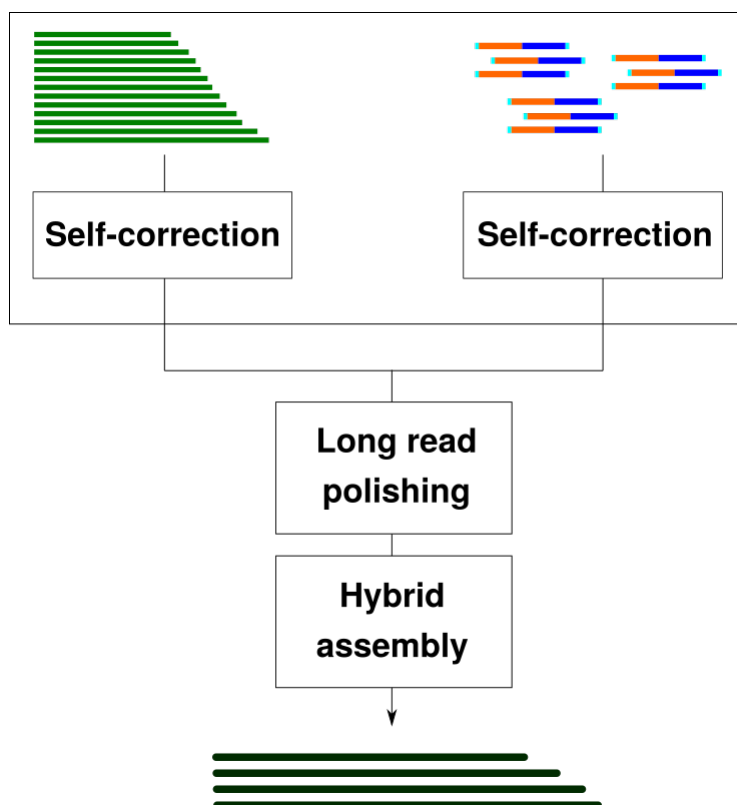 Self-correction
Self-correction
Long read
polishing
Hybrid
assembly